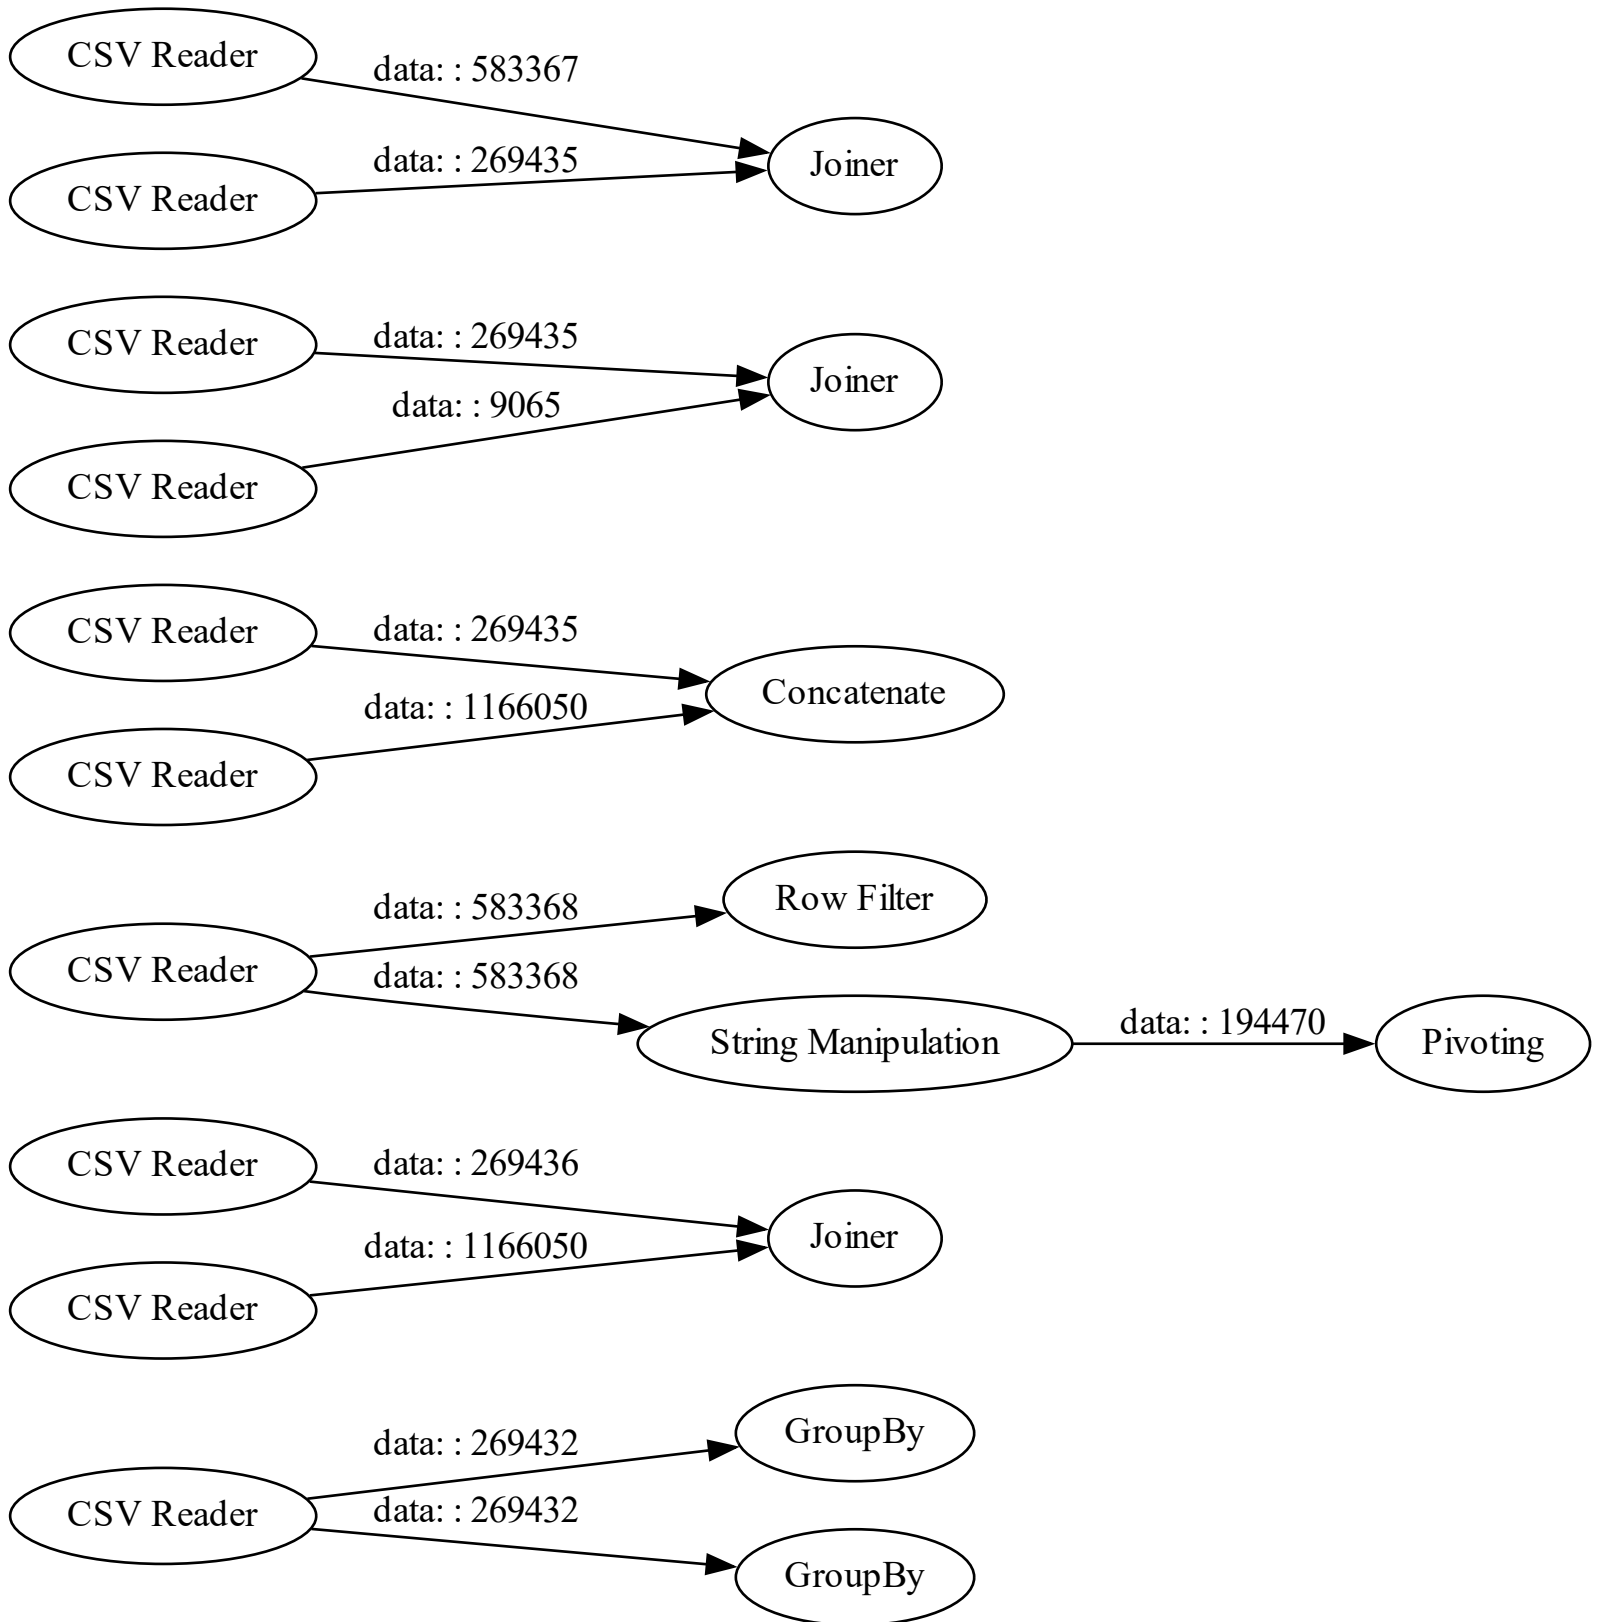 CSV Reader
data: : 583367
CSV Reader
data: : 269435
Joiner
CSV Reader
data: : 269435
CSV Reader
data: : 9065
Joiner
CSV Reader
data: : 269435
CSV Reader
data: : 1166050
Concatenate
CSV Reader
data: : 583368
Row Filter
data: : 583368
String Manipulation
data: : 194470
Pivoting
CSV Reader
data: : 269436
CSV Reader
data: : 1166050
Joiner
CSV Reader
data: : 269432
GroupBy
data: : 269432
GroupBy